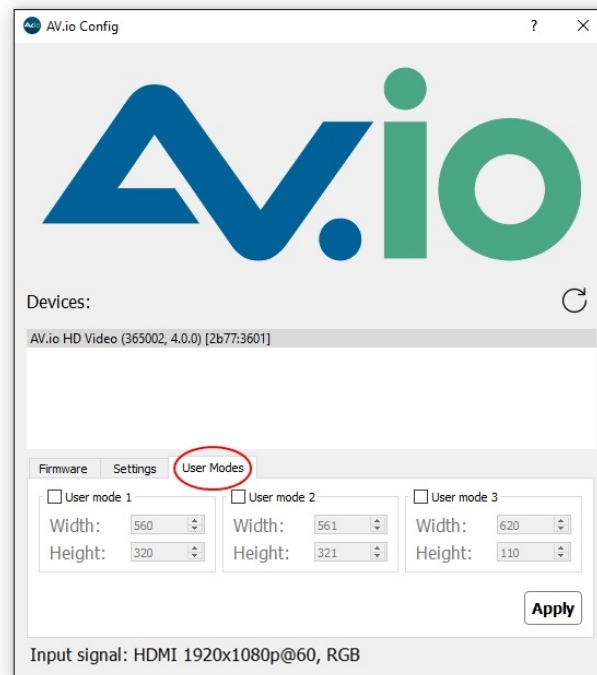 AV.io Config ?
AV.io
Devices:
AV.io HD Video (365002, 4.0.0) [2b77:3601]
Firmware Settings User Modes
User mode 1 User mode 2 User mode 3
Width: 560 Width: 561 Width: 620
Height: 320 Height: 321 Height: 110
Apply
Input signal: HDMI 1920x1080p@60, RGB